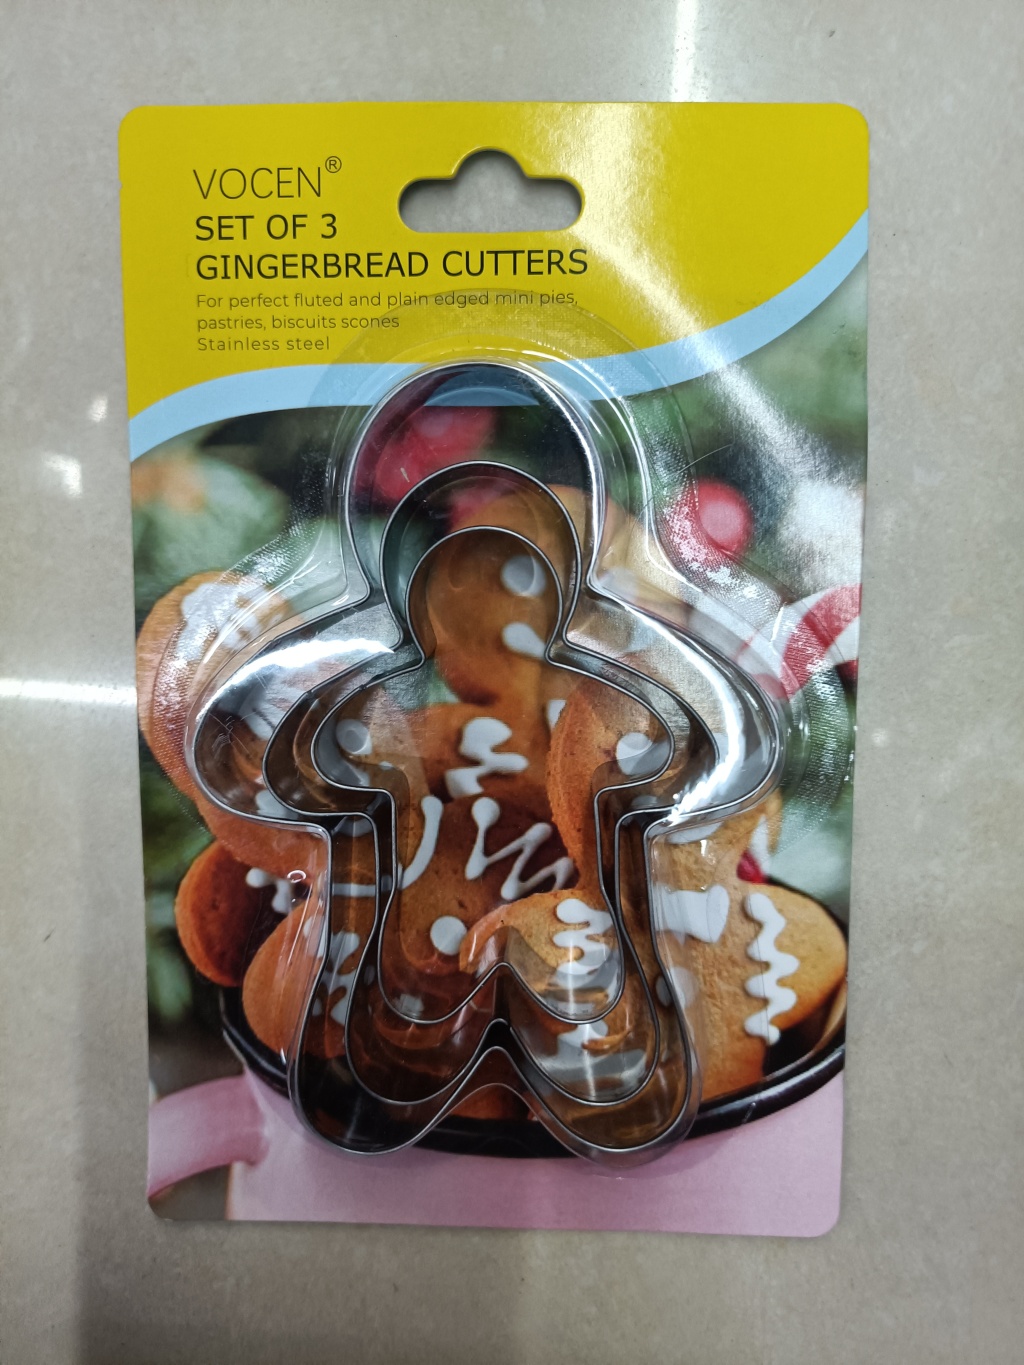 VOCEN®
SET OF 3
GINGERBREAD CUTTERS
For perfect fluted and plain edged mini pies,
pastries, biscuits scones
Stainless steel